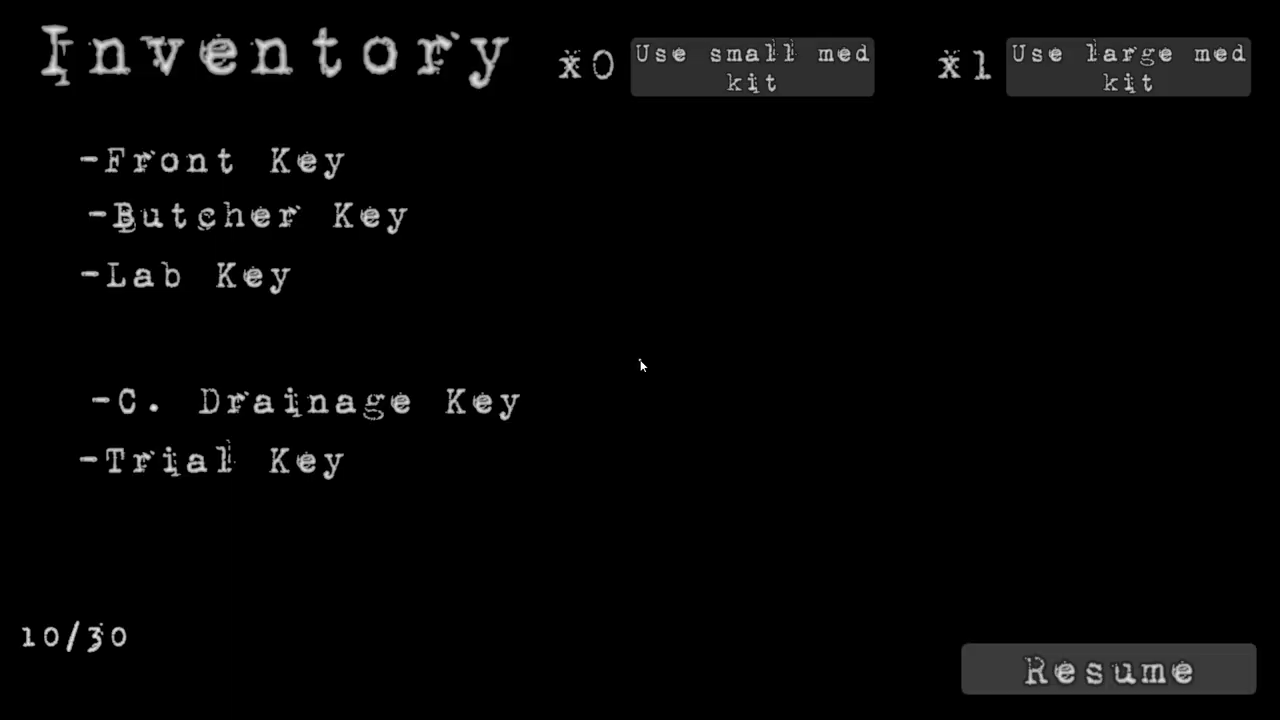 Inventory
x0
Use small med
kit
x1
Use large med
kit
-Front Key
-Butcher Key
-Lab Key
-C. Drainage Key
-Trial Key
10/30
Resume